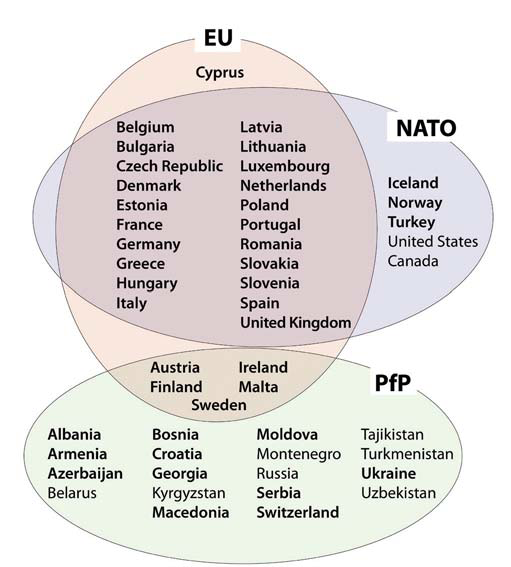 EU
Cyprus
NATO
Belgium Latvia
Bulgaria Lithuania
Czech Republic Luxembourg
Denmark Netherlands
Estonia Poland
France Portugal
Germany Romania
Greece Slovakia
Hungary Slovenia
Italy Spain
United Kingdom
Iceland
Norway
Turkey
United States
Canada
Austria Ireland
Finland Malta
Sweden
PfP
Albania Bosnia Moldova Tajikistan
Armenia Croatia Montenegro Turkmenistan
Azerbaijan Georgia Russia Ukraine
Belarus Kyrgyzstan Serbia Uzbekistan
Macedonia Switzerland